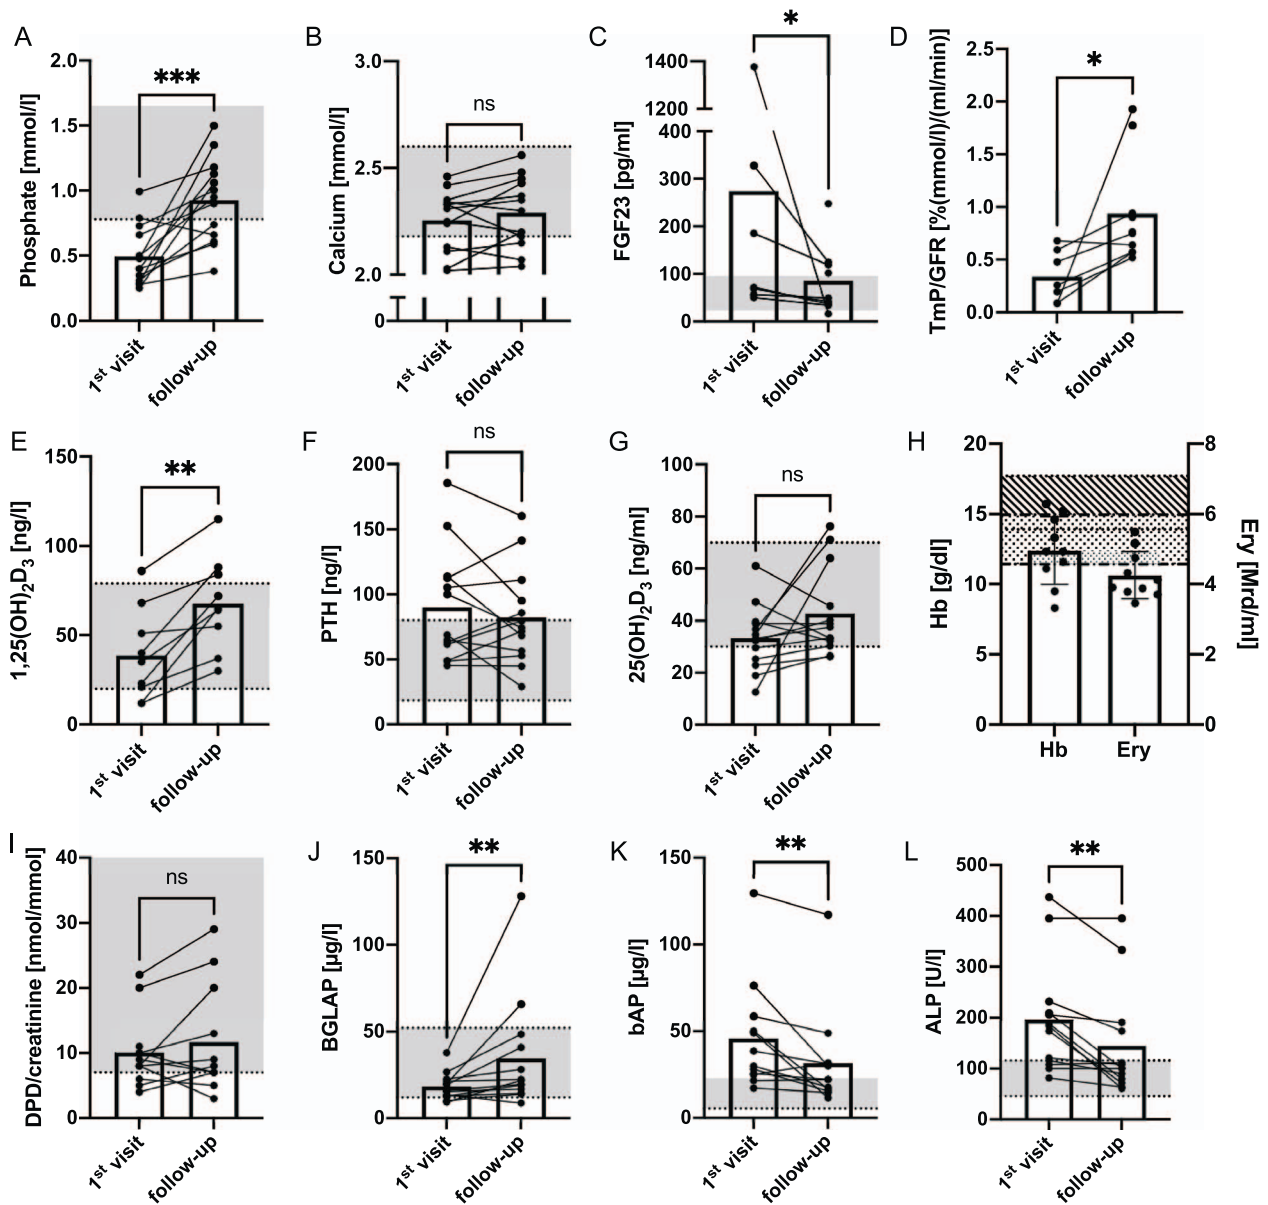 A
Phosphate [mmol/l]
2.0
1.5
1.0
0.5
0.0
***
1st visit
follow-up
B
Calcium [mmol/l]
3.0
2.5
2.0
0
ns
1st visit
follow-up
C
FGF23 [pg/ml]
1400
1200
400
300
200
100
0
*
1st visit
follow-up
D
TmP/GFR [%(mmol/l)/(ml/min)]
2.5
2.0
1.5
1.0
0.5
0.0
*
1st visit
follow-up
E
1,25(OH)2D3 [ng/l]
150
100
50
0
**
1st visit
follow-up
F
PTH [ng/l]
200
150
100
50
0
ns
1st visit
follow-up
G
25(OH)2D3 [ng/ml]
100
80
60
40
20
0
ns
1st visit
follow-up
H
Hb [g/dl]
20
15
10
5
0
8
6
4
2
0
Ery [Mrd/ml]
Hb
Ery
I
DPD/creatinine [nmol/mmol]
40
30
20
10
0
ns
1st visit
follow-up
J
BGLAP [µg/l]
150
100
50
0
**
1st visit
follow-up
K
bAP [µg/l]
150
100
50
0
**
1st visit
follow-up
L
ALP [U/l]
500
400
300
200
100
0
**
1st visit
follow-up